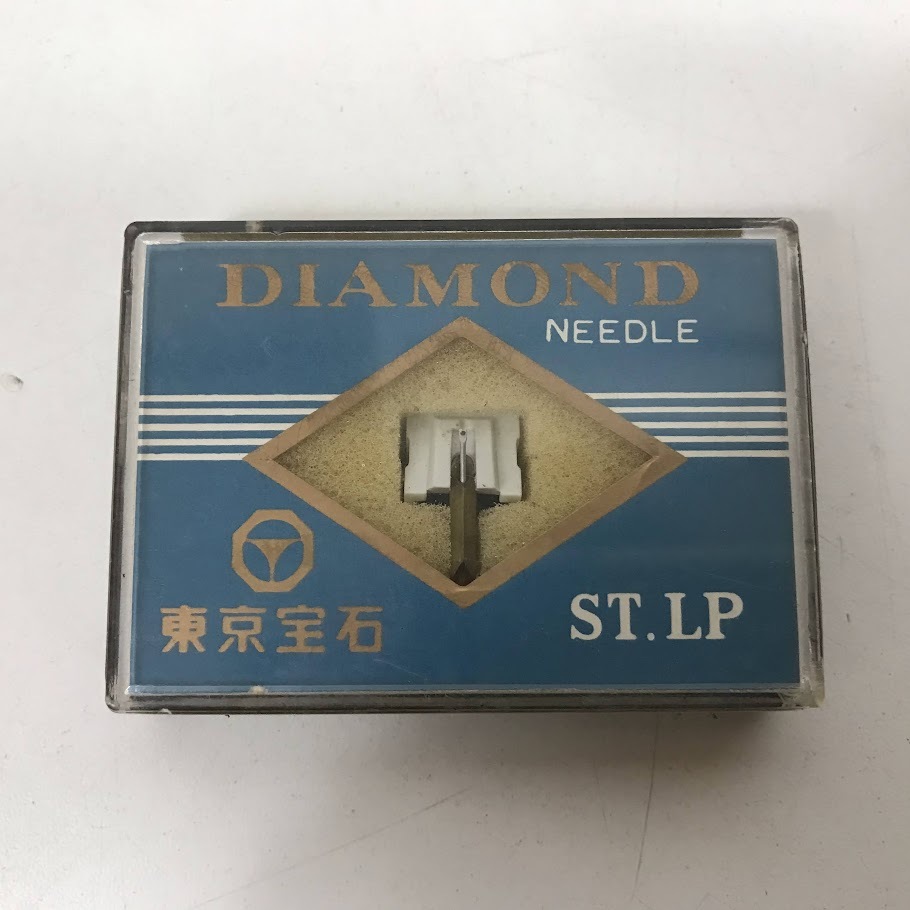 DIAMOND
NEEDLE
東京宝石
ST.LP